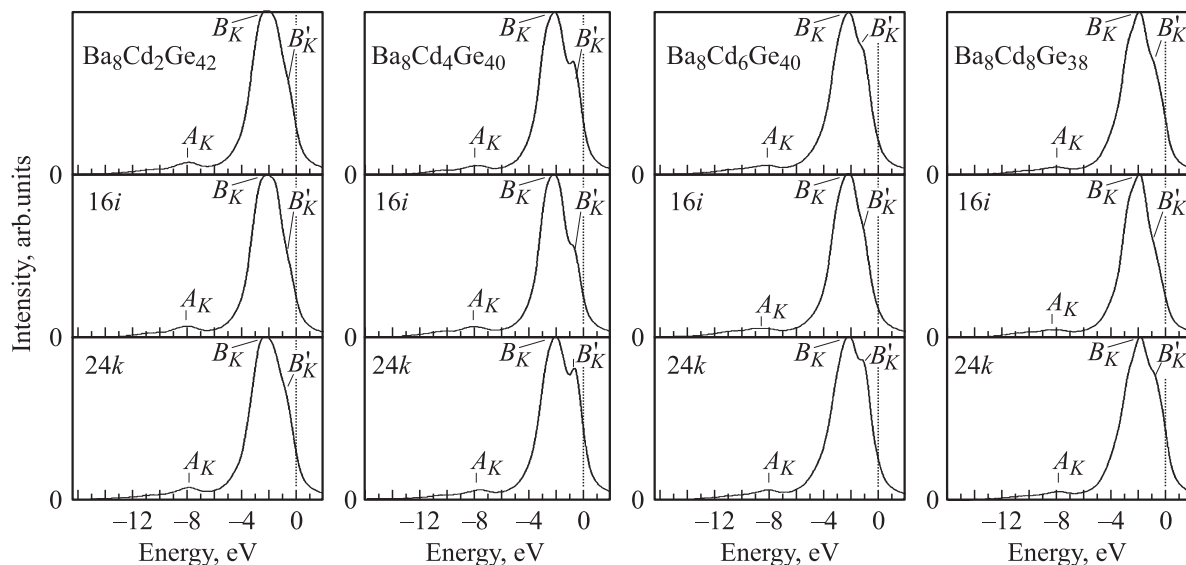 Intensity, arb.units
Ba₈Cd₂Ge₄₂
B_K
B′_K
A_K
0
16i
B_K
B′_K
A_K
0
24k
B_K
B′_K
A_K
0
–12 –8 –4 0
Energy, eV
Ba₈Cd₄Ge₄₀
B_K
B′_K
A_K
0
16i
B_K
B′_K
A_K
0
24k
B_K
B′_K
A_K
0
–12 –8 –4 0
Energy, eV
Ba₈Cd₆Ge₄₀
B_K
B′_K
A_K
0
16i
B_K
B′_K
A_K
0
24k
B_K
B′_K
A_K
0
–12 –8 –4 0
Energy, eV
Ba₈Cd₈Ge₃₈
B_K
B′_K
A_K
0
16i
B_K
B′_K
A_K
0
24k
B_K
B′_K
A_K
0
–12 –8 –4 0
Energy, eV